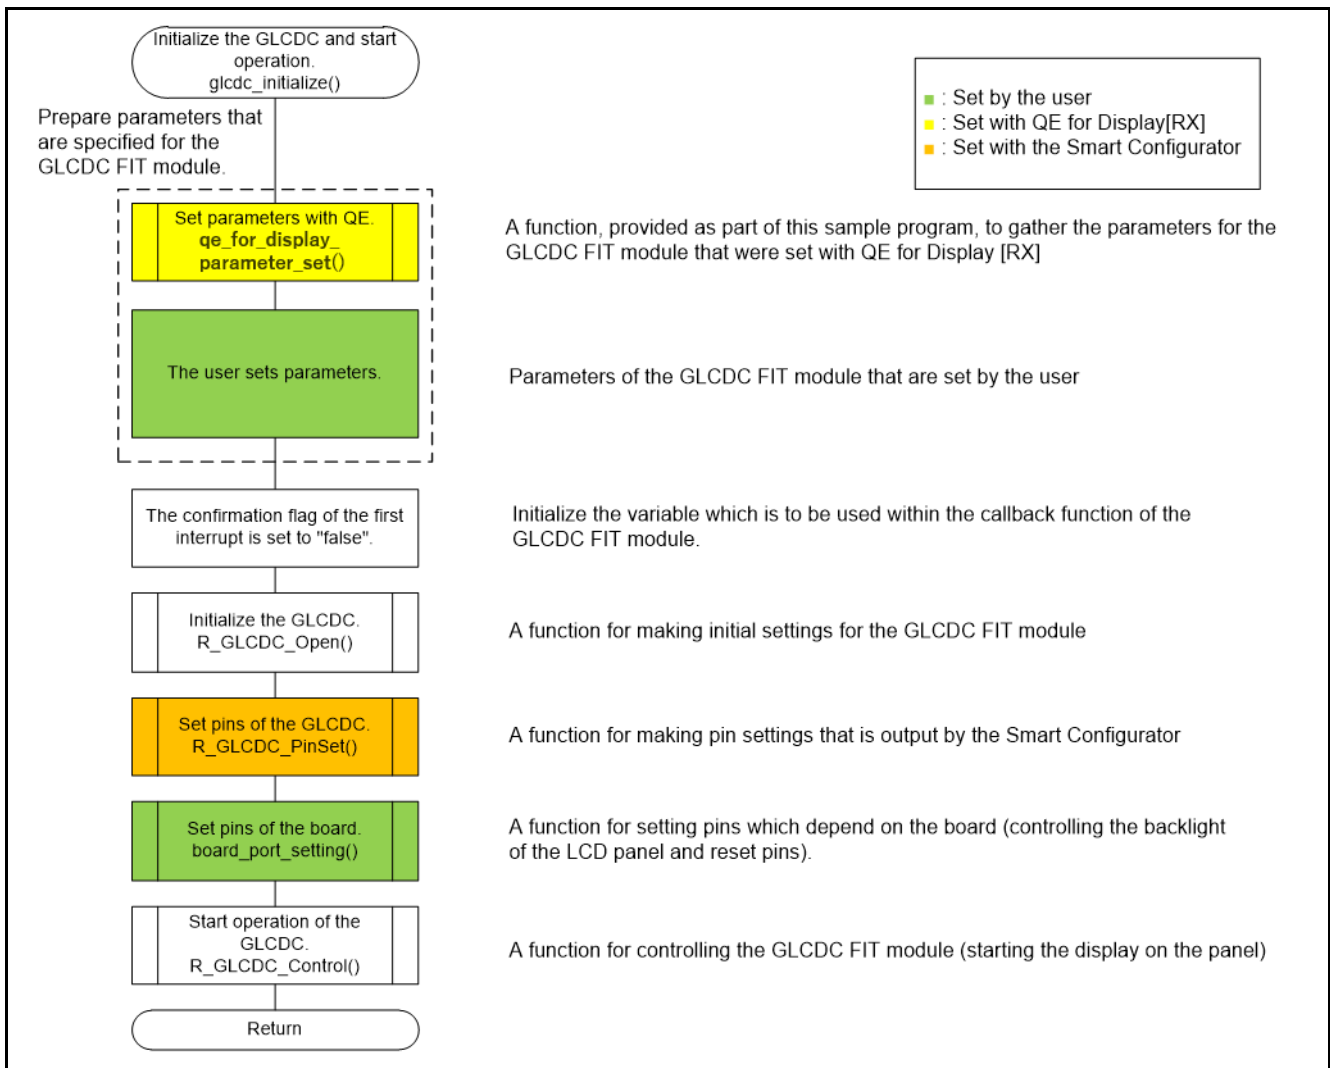 Initialize the GLCDC and start
operation.
glcdc_initialize()
Prepare parameters that
are specified for the
GLCDC FIT module.
: Set by the user
: Set with QE for Display[RX]
: Set with the Smart Configurator
Set parameters with QE.
qe_for_display_
parameter_set()
A function, provided as part of this sample program, to gather the parameters for the
GLCDC FIT module that were set with QE for Display [RX]
The user sets parameters.
Parameters of the GLCDC FIT module that are set by the user
The confirmation flag of the first
interrupt is set to "false".
Initialize the variable which is to be used within the callback function of the
GLCDC FIT module.
Initialize the GLCDC.
R_GLCDC_Open()
A function for making initial settings for the GLCDC FIT module
Set pins of the GLCDC.
R_GLCDC_PinSet()
A function for making pin settings that is output by the Smart Configurator
Set pins of the board.
board_port_setting()
A function for setting pins which depend on the board (controlling the backlight
of the LCD panel and reset pins).
Start operation of the
GLCDC.
R_GLCDC_Control()
A function for controlling the GLCDC FIT module (starting the display on the panel)
Return